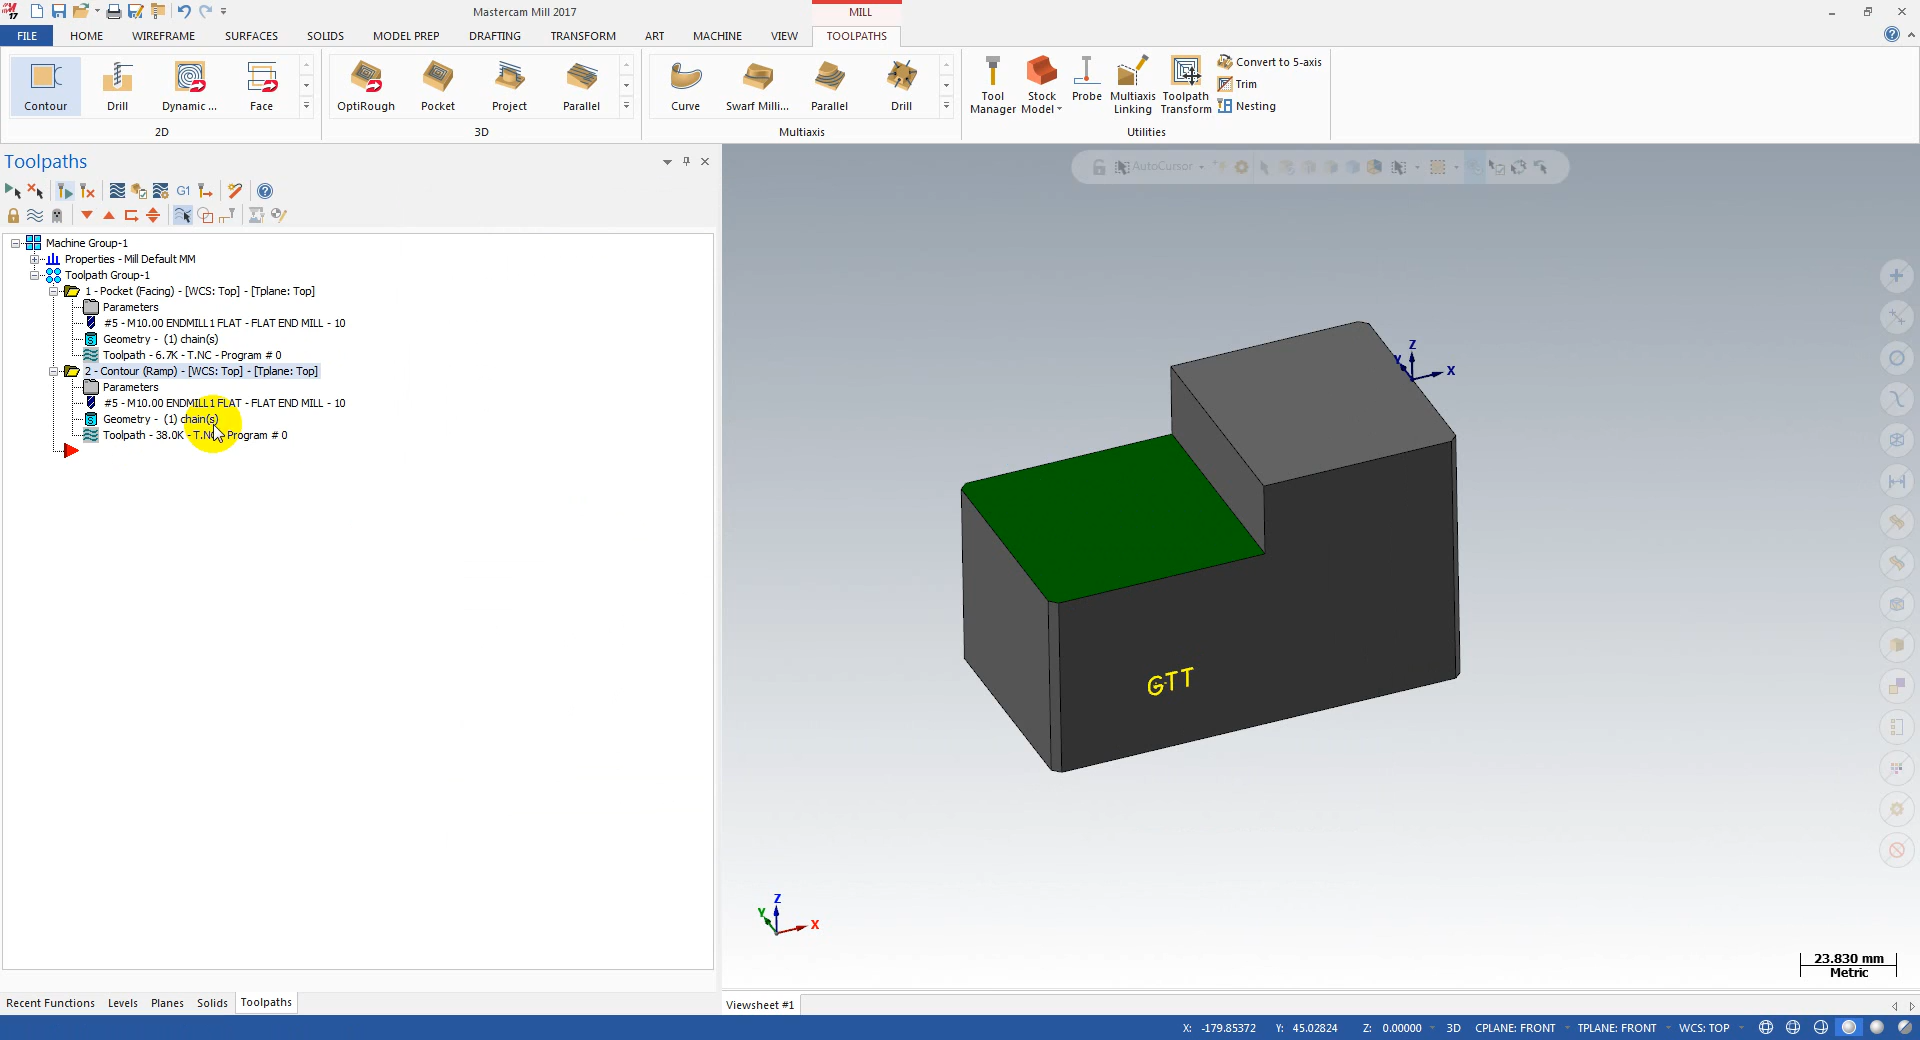 17
Mastercam Mill 2017
MILL
FILE
HOME
WIREFRAME
SURFACES
SOLIDS
MODEL PREP
DRAFTING
TRANSFORM
ART
MACHINE
VIEW
TOOLPATHS
Contour
Drill
Dynamic ...
Face
OptiRough
Pocket
Project
Parallel
Curve
Swarf Milli...
Parallel
Drill
Tool
Manager
Stock
Model
Probe
Multiaxis
Linking
Toolpath
Transform
Convert to 5-axis
Trim
Nesting
2D
3D
Multiaxis
Utilities
Toolpaths
G1
AutoCursor
Machine Group-1
Properties - Mill Default MM
Toolpath Group-1
1 - Pocket (Facing) - [WCS: Top] - [Tplane: Top]
Parameters
#5 - M10.00 ENDMILL1 FLAT - FLAT END MILL - 10
Geometry - (1) chain(s)
Toolpath - 6.7K - T.NC - Program # 0
2 - Contour (Ramp) - [WCS: Top] - [Tplane: Top]
Parameters
#5 - M10.00 ENDMILL1 FLAT - FLAT END MILL - 10
Geometry - (1) chain(s)
Toolpath - 38.0K - T.NC - Program # 0
Z
Y
X
GTT
Z
Y
X
23.830 mm
Metric
Recent Functions
Levels
Planes
Solids
Toolpaths
Viewsheet #1
X: -179.85372
Y: 45.02824
Z: 0.00000
3D
CPLANE: FRONT
TPLANE: FRONT
WCS: TOP